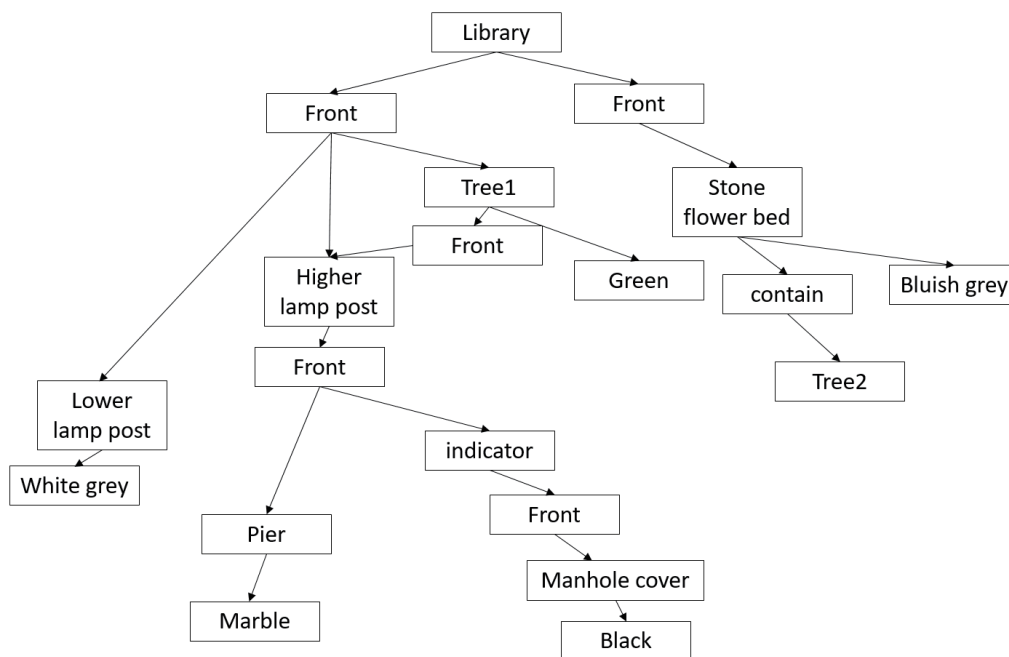 Library
Front
Front
Tree1
Stone
flower bed
Front
Higher
lamp post
Green
contain
Bluish grey
Front
Tree2
Lower
lamp post
indicator
White grey
Front
Pier
Manhole cover
Marble
Black